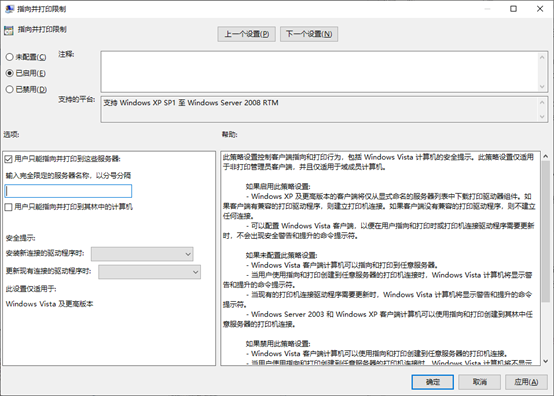 指向并打印限制
指向并打印限制
上一个设置(P)
下一个设置(N)
未配置(C)
注释:
已启用(E)
已禁用(D)
支持的平台:
支持 Windows XP SP1 至 Windows Server 2008 RTM
选项:
帮助:
用户只能指向并打印到这些服务器:
输入完全限定的服务器名称，以分号分隔
用户只能指向并打印到其林中的计算机
安全提示:
安装新连接的驱动程序时:
更新现有连接的驱动程序时:
此设置仅适用于:
Windows Vista 及更高版本
此策略设置控制客户端指向和打印行为，包括 Windows Vista 计算机的安全提示。此策略设置仅适
用于非打印管理员客户端，并且仅适用于域成员计算机。
如果启用此策略设置:
- Windows XP 及更高版本的客户端将仅从显式命名的服务器列表中下载打印驱动器组件。如
果客户端有兼容的打印驱动程序，则建立打印机连接。如果客户端没有兼容的打印驱动程序，则不建立
任何连接。
- 可以配置 Windows Vista 客户端，以便在用户指向和打印时或打印机连接驱动程序需要更新
时，不会出现安全警告和提升的命令提示符。
如果未配置此策略设置:
- Windows Vista 客户端计算机可以指向和打印到任意服务器。
- 当用户使用指向和打印创建到任意服务器的打印机连接时，Windows Vista 计算机将显示警
告和提升的命令提示符。
- 当现有的打印机连接驱动程序需要更新时，Windows Vista 计算机将显示警告和提升的命令
提示符。
- Windows Server 2003 和 Windows XP 客户端计算机可以使用指向和打印创建到其林中任
意服务器的打印机连接。
如果禁用此策略设置:
- Windows Vista 客户端计算机可以使用指向和打印创建到任意服务器的打印机连接。
- 当用户使用指向和打印创建到任意服务器的打印机连接时，Windows Vista 计算机将不显示
确定
取消
应用(A)